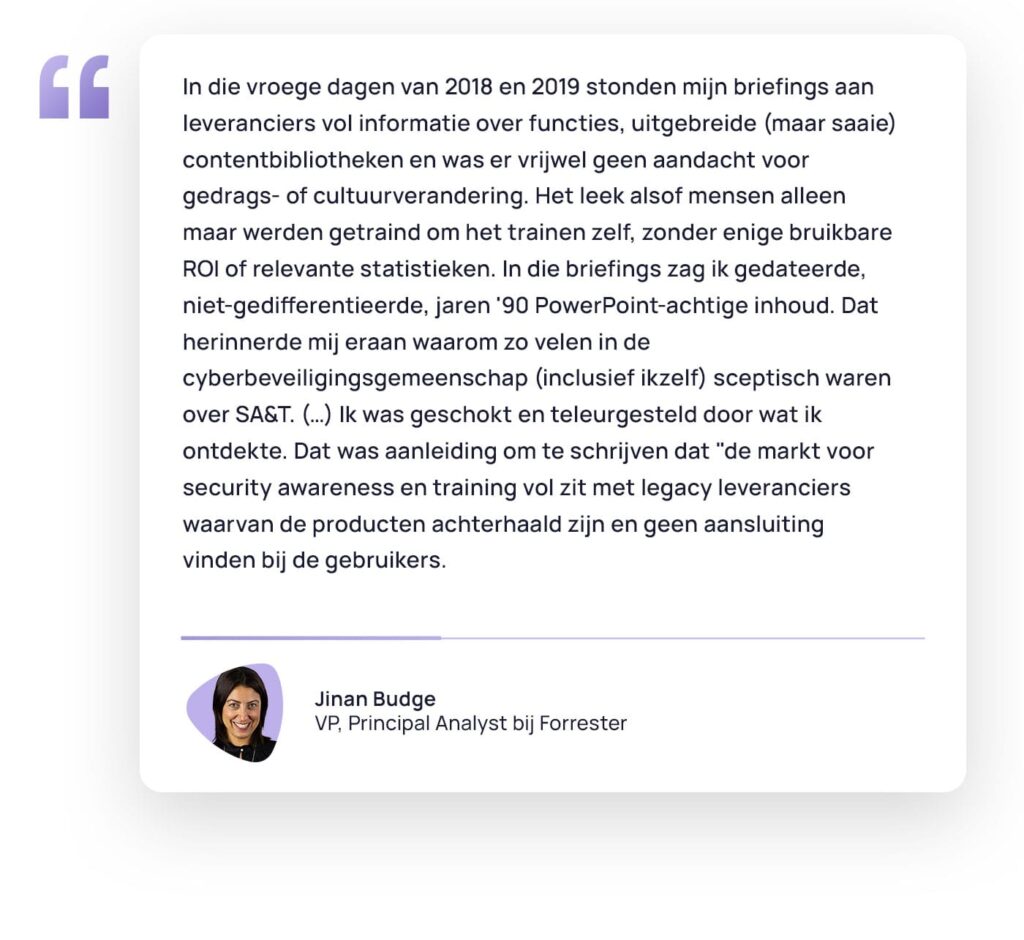 In die vroege dagen van 2018 en 2019 stonden mijn briefings aan
leveranciers vol informatie over functies, uitgebreide (maar saaie)
contentbibliotheken en was er vrijwel geen aandacht voor
gedrags- of cultuurverandering. Het leek alsof mensen alleen
maar werden getraind om het trainen zelf, zonder enige bruikbare
ROI of relevante statistieken. In die briefings zag ik gedateerde,
niet-gedifferentieerde, jaren '90 PowerPoint-achtige inhoud. Dat
herinnerde mij eraan waarom zo velen in de
cyberbeveiligingsgemeenschap (inclusief ikzelf) sceptisch waren
over SA&T. (...) Ik was geschokt en teleurgesteld door wat ik
ontdekte. Dat was aanleiding om te schrijven dat "de markt voor
security awareness en training vol zit met legacy leveranciers
waarvan de producten achterhaald zijn en geen aansluiting
vinden bij de gebruikers.
Jinan Budge
VP, Principal Analyst bij Forrester